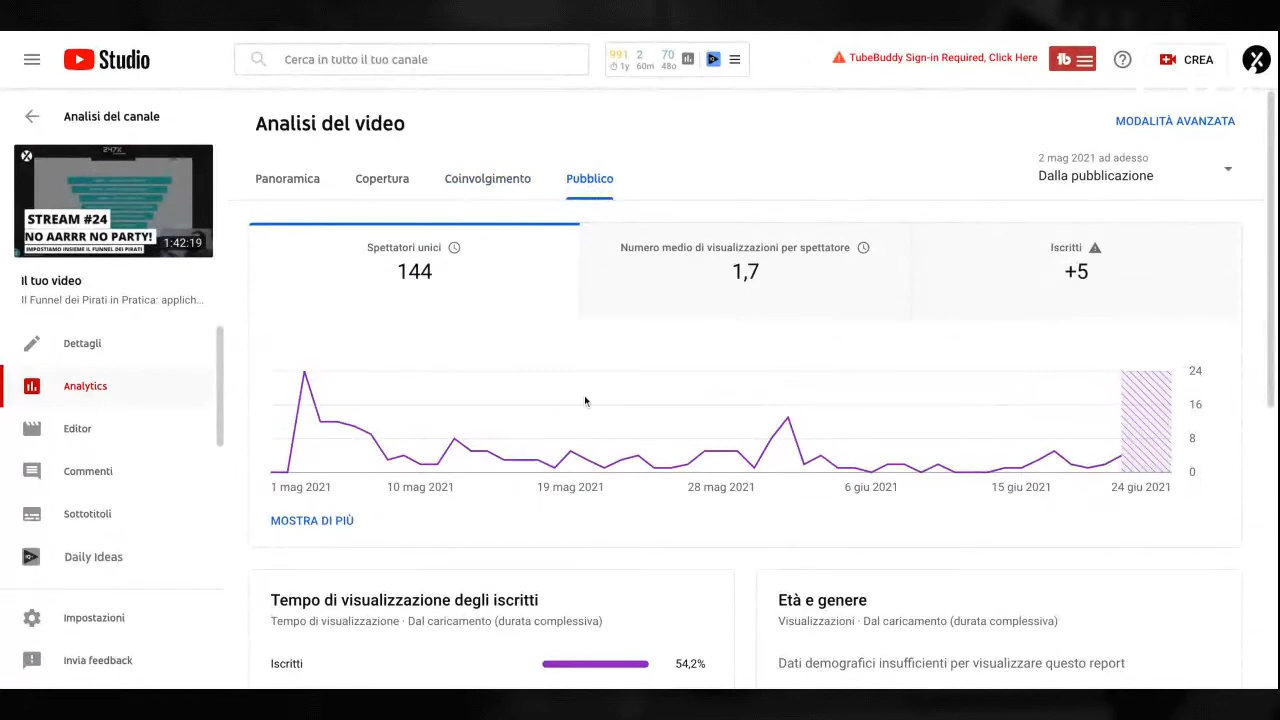 Studio
Cerca in tutto il tuo canale
991 2 70
1y 60m 48o
TubeBuddy Sign-in Required, Click Here
tb
CREA
Analisi del canale
Analisi del video
MODALITÀ AVANZATA
2 mag 2021 ad adesso
Dalla pubblicazione
Panoramica
Copertura
Coinvolgimento
Pubblico
247X
STREAM #24
NO AARRR NO PARTY!
IMPOSTIAMO INSIEME IL FUNNEL DEI PIRATI
1:42:19
Il tuo video
Il Funnel dei Pirati in Pratica: applich...
Dettagli
Analytics
Editor
Commenti
Sottotitoli
Daily Ideas
Impostazioni
Invia feedback
Spettatori unici
144
Numero medio di visualizzazioni per spettatore
1,7
Iscritti
+5
24
16
8
0
1 mag 2021
10 mag 2021
19 mag 2021
28 mag 2021
6 giu 2021
15 giu 2021
24 giu 2021
MOSTRA DI PIÙ
Tempo di visualizzazione degli iscritti
Tempo di visualizzazione · Dal caricamento (durata complessiva)
Iscritti
54,2%
Età e genere
Visualizzazioni · Dal caricamento (durata complessiva)
Dati demografici insufficienti per visualizzare questo report